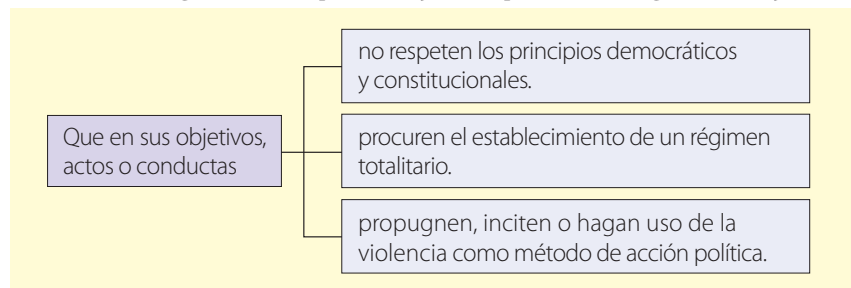 Que en sus objetivos,
actos o conductas
no respeten los principios democráticos
y constitucionales.
procuren el establecimiento de un régimen
totalitario.
propugnen, inciten o hagan uso de la
violencia como método de acción política.